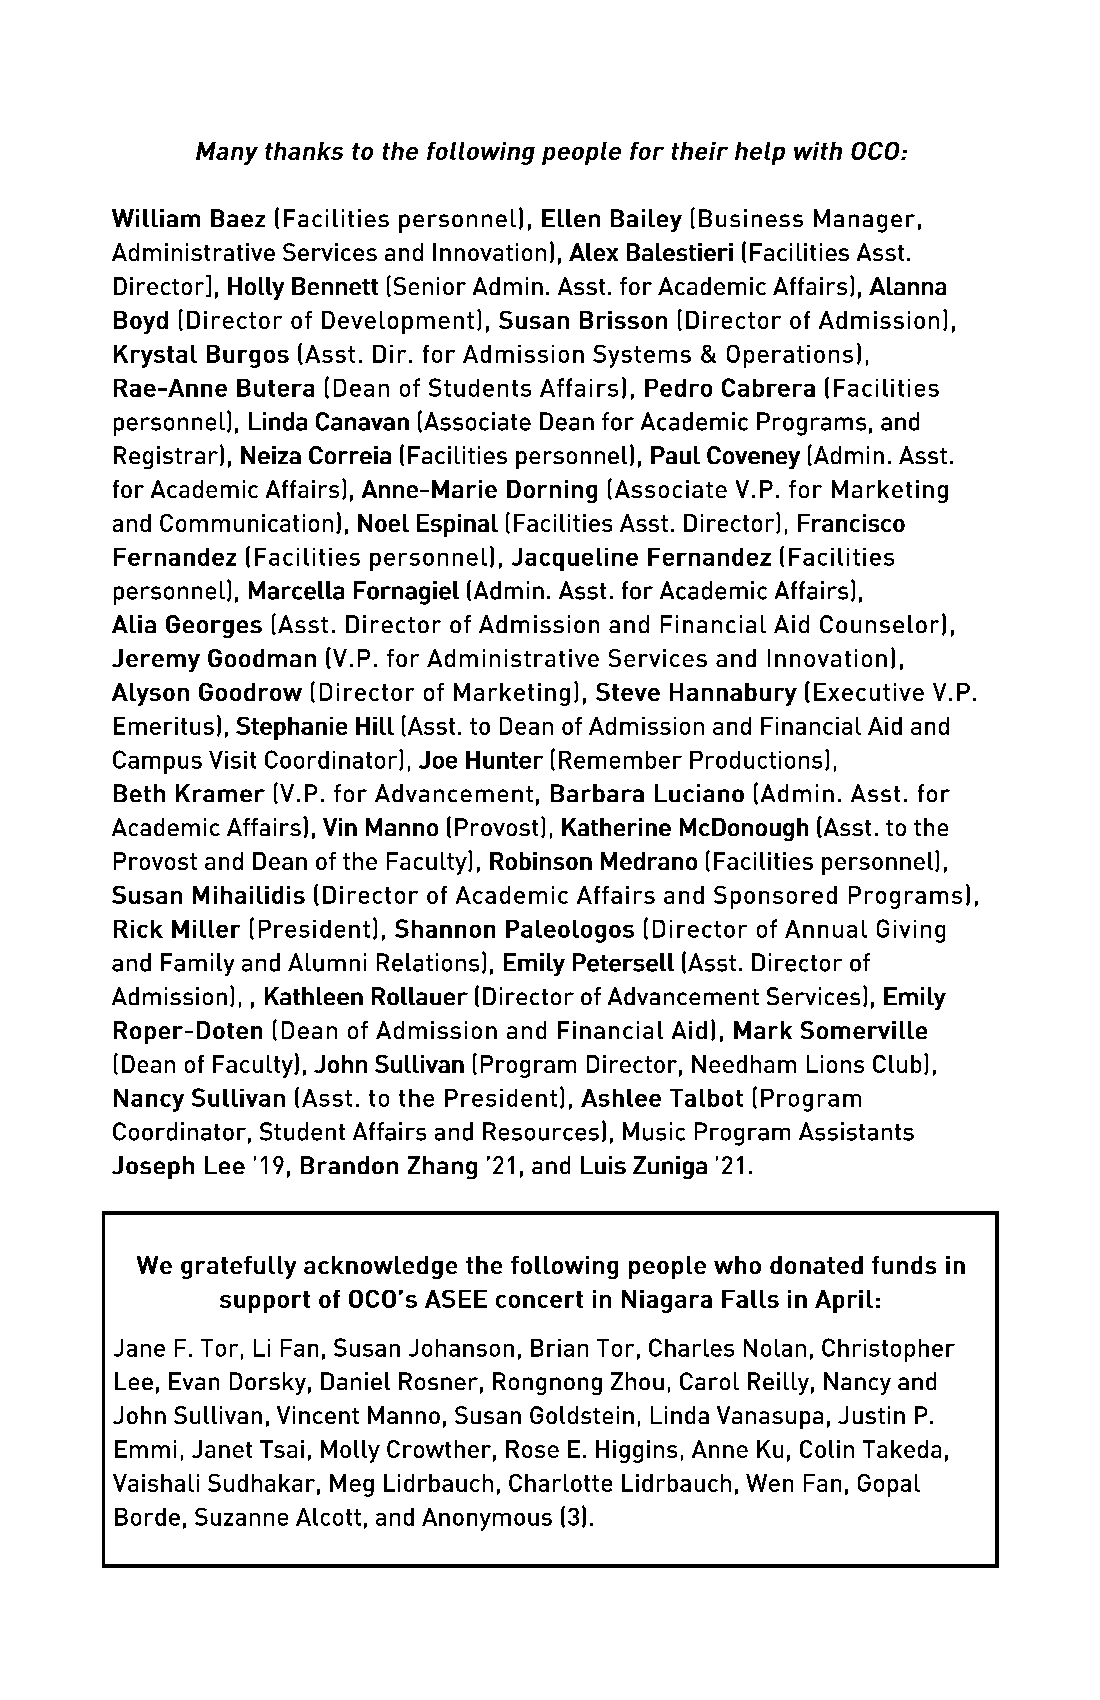 Many thanks to the following people for their help with OCO:
William Baez (Facilities personnel), Ellen Bailey (Business Manager,
Administrative Services and Innovation), Alex Balestieri (Facilities Asst.
Director], Holly Bennett (Senior Admin. Asst. for Academic Affairs), Alanna
Boyd (Director of Development), Susan Brisson (Director of Admission),
Krystal Burgos (Asst. Dir. for Admission Systems & Operations),
Rae-Anne Butera (Dean of Students Affairs), Pedro Cabrera (Facilities
personnel), Linda Canavan (Associate Dean for Academic Programs, and
Registrar), Neiza Correia (Facilities personnel), Paul Coveney (Admin. Asst.
for Academic Affairs), Anne-Marie Dorning (Associate V.P. for Marketing
and Communication), Noel Espinal (Facilities Asst. Director), Francisco
Fernandez (Facilities personnel), Jacqueline Fernandez (Facilities
personnel), Marcella Fornagiel (Admin. Asst. for Academic Affairs),
Alia Georges (Asst. Director of Admission and Financial Aid Counselor),
Jeremy Goodman (V.P. for Administrative Services and Innovation),
Alyson Goodrow (Director of Marketing), Steve Hannabury (Executive V.P.
Emeritus), Stephanie Hill (Asst. to Dean of Admission and Financial Aid and
Campus Visit Coordinator), Joe Hunter (Remember Productions),
Beth Kramer (V.P. for Advancement, Barbara Luciano (Admin. Asst. for
Academic Affairs), Vin Manno (Provost), Katherine McDonough (Asst. to the
Provost and Dean of the Faculty), Robinson Medrano (Facilities personnel),
Susan Mihailidis (Director of Academic Affairs and Sponsored Programs),
Rick Miller (President), Shannon Paleologos (Director of Annual Giving
and Family and Alumni Relations), Emily Petersell (Asst. Director of
Admission), , Kathleen Rollauer (Director of Advancement Services), Emily
Roper-Doten (Dean of Admission and Financial Aid), Mark Somerville
(Dean of Faculty), John Sullivan (Program Director, Needham Lions Club),
Nancy Sullivan (Asst. to the President), Ashlee Talbot (Program
Coordinator, Student Affairs and Resources), Music Program Assistants
Joseph Lee ’19, Brandon Zhang ’21, and Luis Zuniga ’21.
We gratefully acknowledge the following people who donated funds in
support of OCO’s ASEE concert in Niagara Falls in April:
Jane F. Tor, Li Fan, Susan Johanson, Brian Tor, Charles Nolan, Christopher
Lee, Evan Dorsky, Daniel Rosner, Rongnong Zhou, Carol Reilly, Nancy and
John Sullivan, Vincent Manno, Susan Goldstein, Linda Vanasupa, Justin P.
Emmi, Janet Tsai, Molly Crowther, Rose E. Higgins, Anne Ku, Colin Takeda,
Vaishali Sudhakar, Meg Lidrbauch, Charlotte Lidrbauch, Wen Fan, Gopal
Borde, Suzanne Alcott, and Anonymous (3).